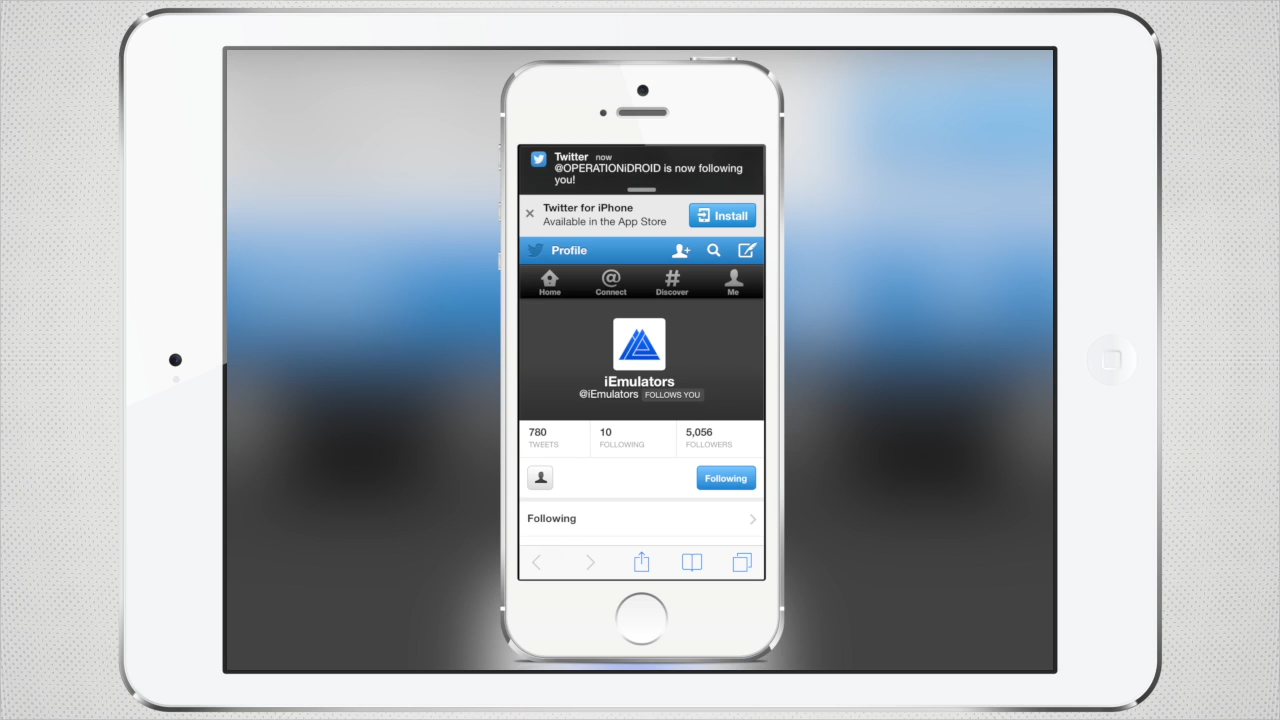 Twitter now
@OPERATIONiDROID is now following
you!
Twitter for iPhone
Available in the App Store
Install
Profile
Home
@
Connect
#
Discover
Me
iEmulators
@iEmulators FOLLOWS YOU
780
TWEETS
10
FOLLOWING
5,056
FOLLOWERS
Following
Following